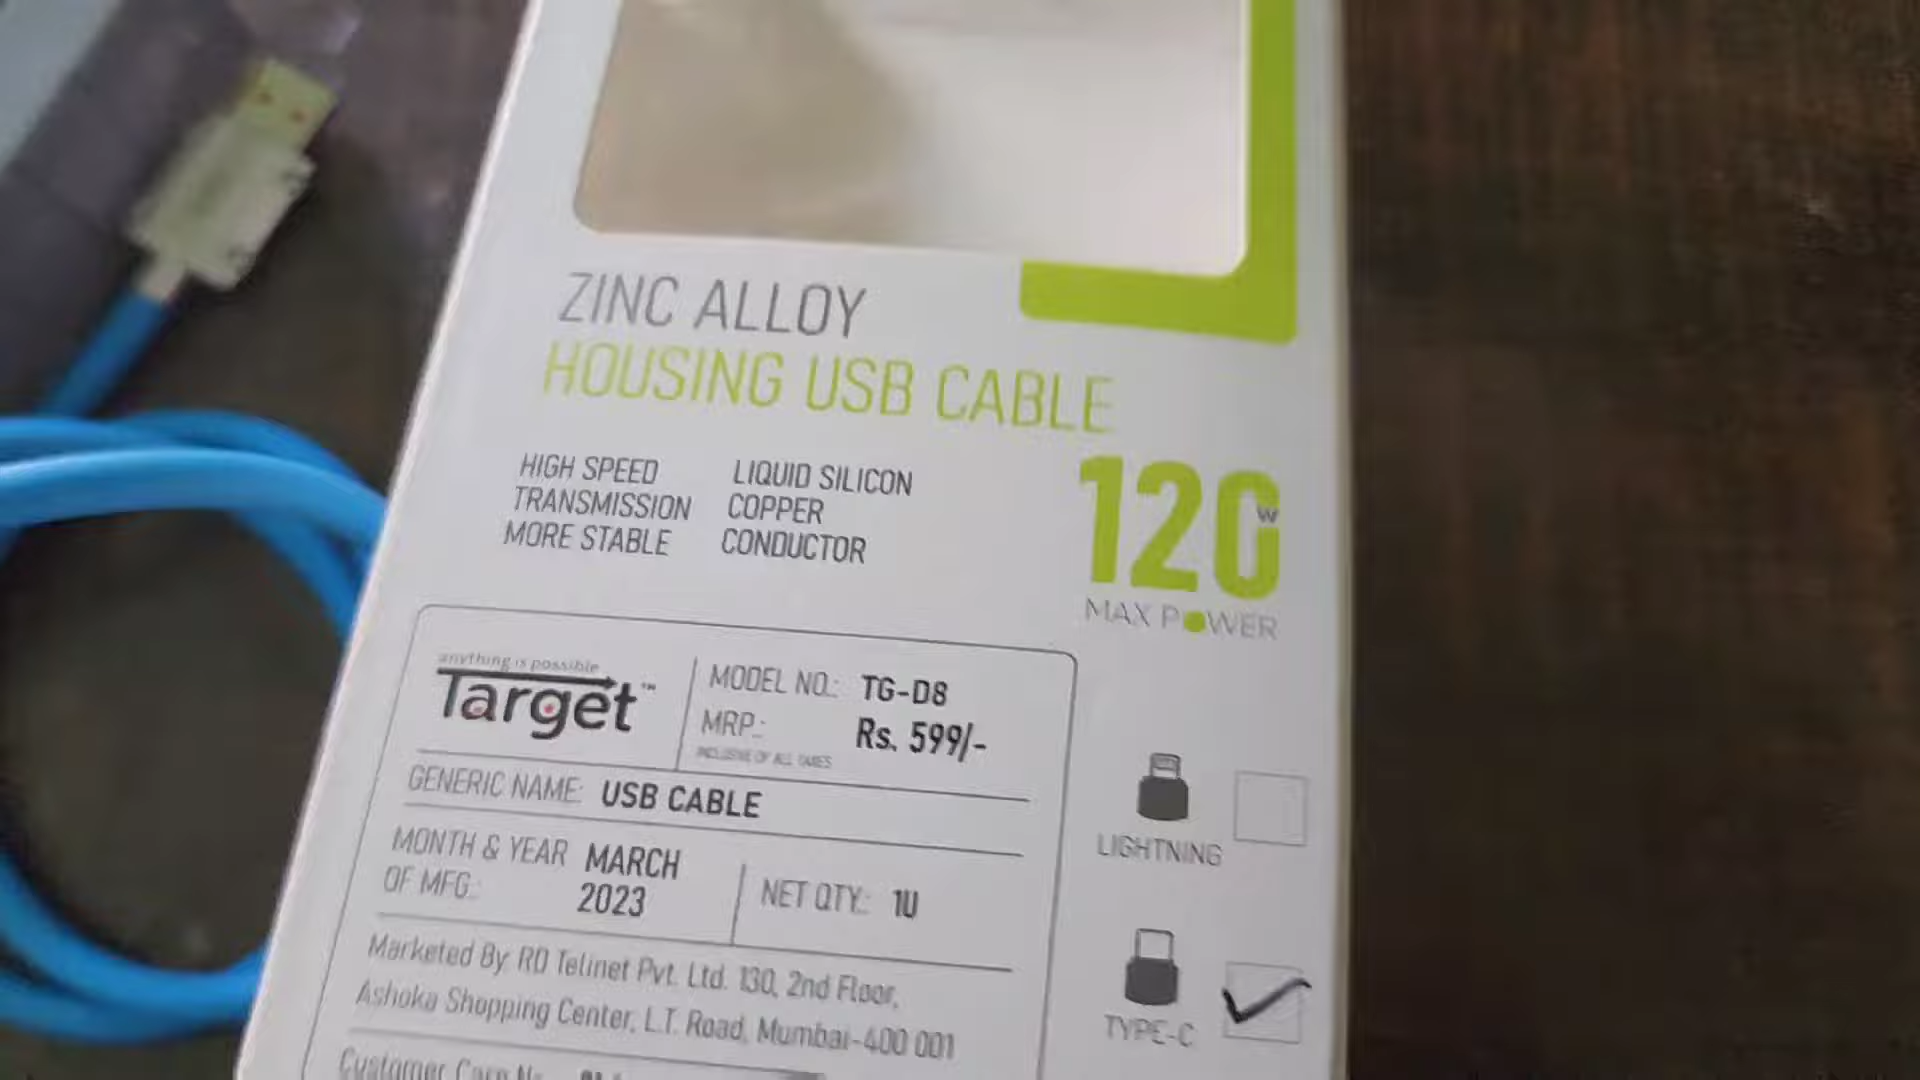 ZINC ALLOY
HOUSING USB CABLE
HIGH SPEED
TRANSMISSION
MORE STABLE
LIQUID SILICON
COPPER
CONDUCTOR
120W
MAX POWER
anything is possible
Target™
MODEL NO.: TG-D8
MRP.: Rs. 599/-
INCLUSIVE OF ALL TAXES
GENERIC NAME: USB CABLE
MONTH & YEAR
OF MFG.:
MARCH
2023
NET QTY.: 1U
Marketed By: RD Telinet Pvt. Ltd. 130, 2nd Floor,
Ashoka Shopping Center, L.T. Road, Mumbai-400 001
Customer Care
LIGHTNING
TYPE-C